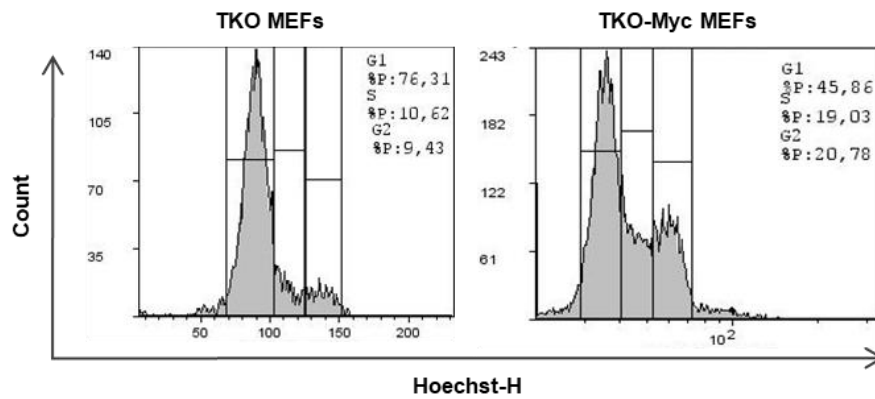 TKO MEFs
TKO-Myc MEFs
140
105
70
35
G1
%P:76,31
S
%P:10,62
G2
%P:9,43
50 100 150 200
243
182
122
61
G1
%P:45,86
S
%P:19,03
G2
%P:20,78
10²
Count
Hoechst-H